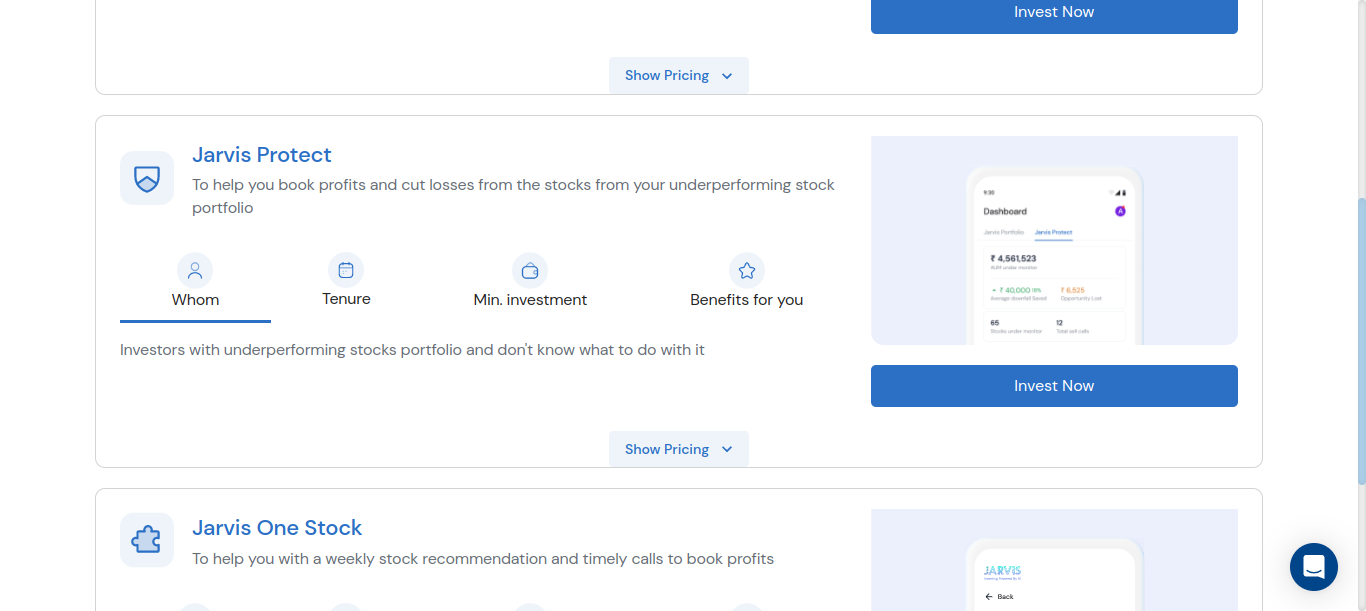 Invest Now
Show Pricing
Jarvis Protect
To help you book profits and cut losses from the stocks from your underperforming stock
portfolio
Whom
Tenure
Min. investment
Benefits for you
Investors with underperforming stocks portfolio and don't know what to do with it
9:30
Dashboard
A
Jarvis Portfolio
Jarvis Protect
₹ 4,561,523
AUM under monitor
₹ 40,000 10%
₹ 6,525
Average downfall Saved
Opportunity Lost
65
12
Stocks under monitor
Total sell calls
Invest Now
Show Pricing
Jarvis One Stock
To help you with a weekly stock recommendation and timely calls to book profits
JARVIS
Back